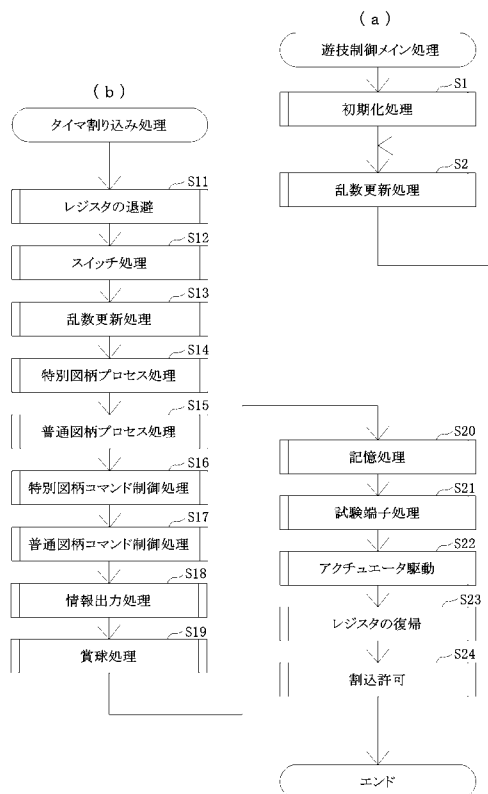 (a)
遊技制御メイン処理
S1
初期化処理
S2
乱数更新処理
(b)
タイマ割り込み処理
S11
レジスタの退避
S12
スイッチ処理
S13
乱数更新処理
S14
特別図柄プロセス処理
S15
普通図柄プロセス処理
S16
特別図柄コマンド制御処理
S17
普通図柄コマンド制御処理
S18
情報出力処理
S19
賞球処理
S20
記憶処理
S21
試験端子処理
S22
アクチュエータ駆動
S23
レジスタの復帰
S24
割込許可
エンド